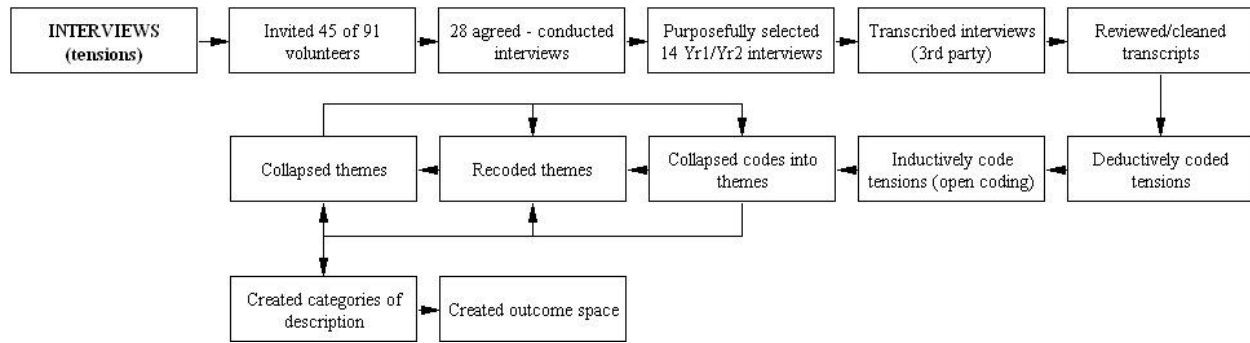 INTERVIEWS
(tensions)
Invited 45 of 91
volunteers
28 agreed - conducted
interviews
Purposefully selected
14 Yr1/Yr2 interviews
Transcribed interviews
(3rd party)
Reviewed/cleaned
transcripts
Collapsed themes
Recoded themes
Collapsed codes into
themes
Inductively code
tensions (open coding)
Deductively coded
tensions
Created categories of
description
Created outcome space